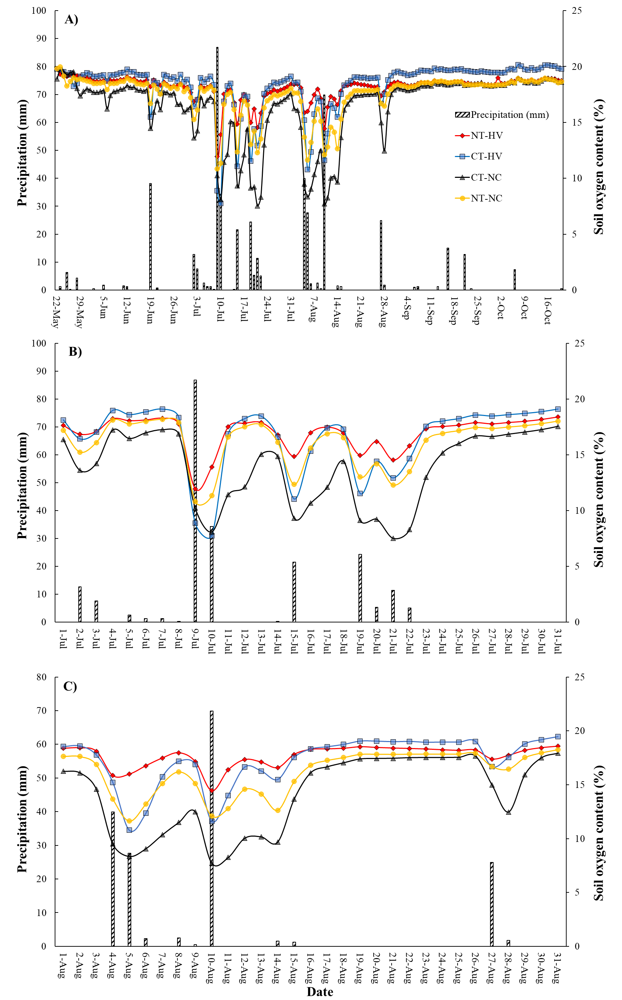 A)
Precipitation (mm)
100
90
80
70
60
50
40
30
20
10
0
25
20
15
10
5
0
Soil oxygen content (%)
Precipitation (mm)
NT-HV
CT-HV
CT-NC
NT-NC
22-May
29-May
5-Jun
12-Jun
19-Jun
26-Jun
3-Jul
10-Jul
17-Jul
24-Jul
31-Jul
7-Aug
14-Aug
21-Aug
28-Aug
4-Sep
11-Sep
18-Sep
25-Sep
2-Oct
9-Oct
16-Oct
B)
Precipitation (mm)
100
90
80
70
60
50
40
30
20
10
0
25
20
15
10
5
0
Soil oxygen content (%)
1-Jul
2-Jul
3-Jul
4-Jul
5-Jul
6-Jul
7-Jul
8-Jul
9-Jul
10-Jul
11-Jul
12-Jul
13-Jul
14-Jul
15-Jul
16-Jul
17-Jul
18-Jul
19-Jul
20-Jul
21-Jul
22-Jul
23-Jul
24-Jul
25-Jul
26-Jul
27-Jul
28-Jul
29-Jul
30-Jul
31-Jul
C)
Precipitation (mm)
80
70
60
50
40
30
20
10
0
25
20
15
10
5
0
Soil oxygen content (%)
1-Aug
2-Aug
3-Aug
4-Aug
5-Aug
6-Aug
7-Aug
8-Aug
9-Aug
10-Aug
11-Aug
12-Aug
13-Aug
14-Aug
15-Aug
16-Aug
17-Aug
18-Aug
19-Aug
20-Aug
21-Aug
22-Aug
23-Aug
24-Aug
25-Aug
26-Aug
27-Aug
28-Aug
29-Aug
30-Aug
31-Aug
Date